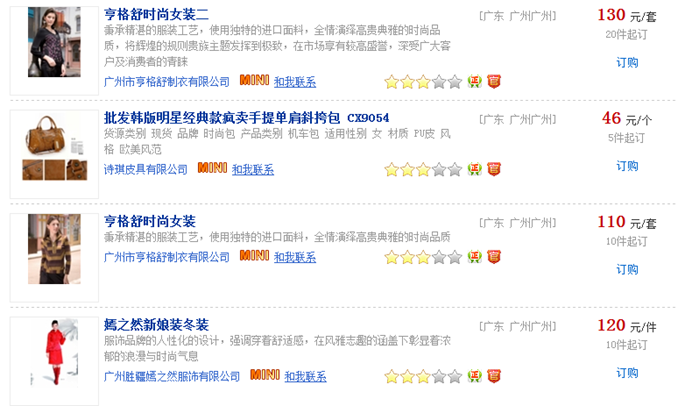 亨格舒时尚女装二
[广东 广州广州]
130 元/套
秉承精湛的服装工艺，使用独特的进口面料，全情演绎高贵典雅的时尚品
质，将辉煌的规则贵族主题发挥到极致，在市场享有较高盛誉，深受广大客
户及消费者的青睐
20件起订
订购
广州市亨格舒制衣有限公司 MINI 和我联系 正 官
批发韩版明星经典款疯卖手提单肩斜挎包 CX9054
[广东 广州广州]
46 元/个
货源类别 现货 品牌 时尚包 产品类别 机车包 适用性别 女 材质 PU皮 风
格 欧美风范
5件起订
订购
诗琪皮具有限公司 MINI 和我联系 正 官
亨格舒时尚女装
[广东 广州广州]
110 元/套
秉承精湛的服装工艺，使用独特的进口面料，全情演绎高贵典雅的时尚品质
10件起订
广州市亨格舒制衣有限公司 MINI 和我联系 正 官
订购
嫣之然新娘装冬装
[广东 广州广州]
120 元/件
服饰品牌的人性化的设计，强调穿着舒适感，在风雅志趣的涵盖下彰显着浓
郁的浪漫与时尚气息
10件起订
订购
广州胜疆嫣之然服饰有限公司 MINI 和我联系 正 官